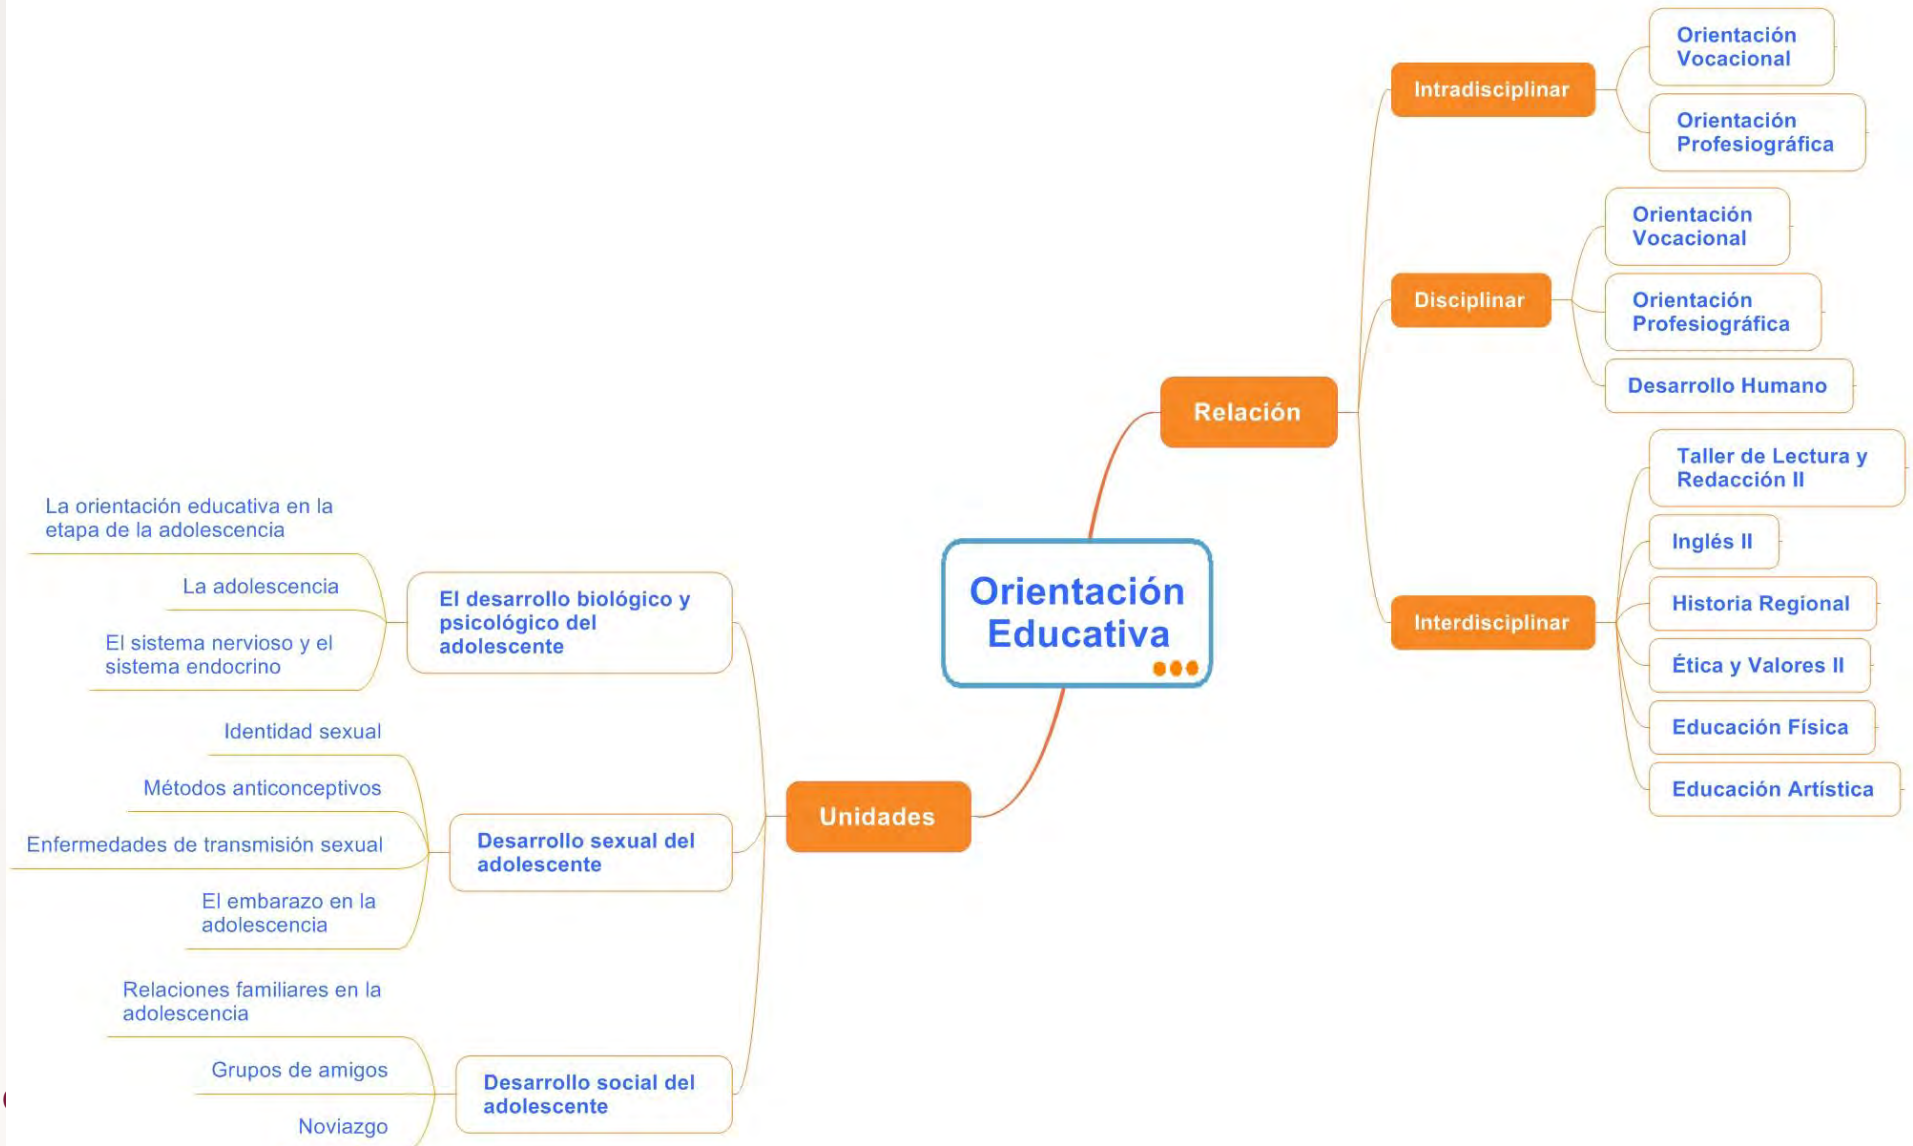 Orientación
Educativa
Relación
Intradisciplinar
Orientación
Vocacional
Orientación
Profesiográfica
Disciplinar
Orientación
Vocacional
Orientación
Profesiográfica
Desarrollo Humano
Interdisciplinar
Taller de Lectura y
Redacción II
Inglés II
Historia Regional
Ética y Valores II
Educación Física
Educación Artística
Unidades
El desarrollo biológico y
psicológico del
adolescente
La orientación educativa en la
etapa de la adolescencia
La adolescencia
El sistema nervioso y el
sistema endocrino
Desarrollo sexual del
adolescente
Identidad sexual
Métodos anticonceptivos
Enfermedades de transmisión sexual
El embarazo en la
adolescencia
Desarrollo social del
adolescente
Relaciones familiares en la
adolescencia
Grupos de amigos
Noviazgo